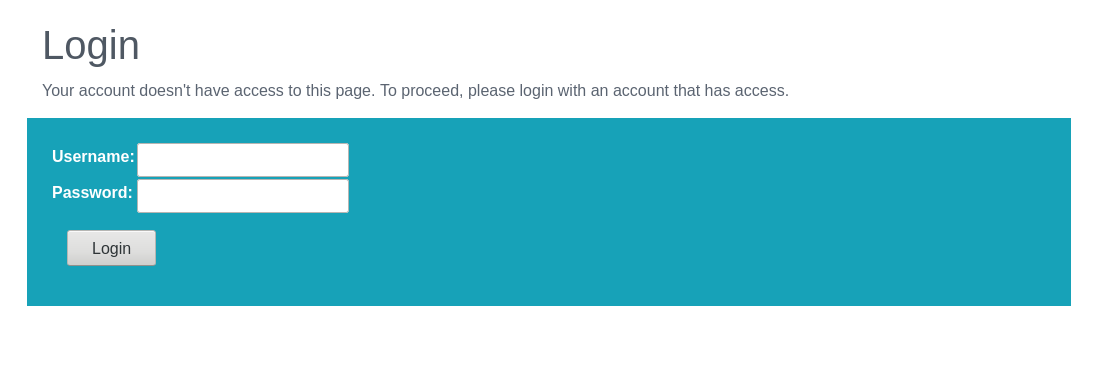 Login
Your account doesn't have access to this page. To proceed, please login with an account that has access.
Username:
Password:
Login